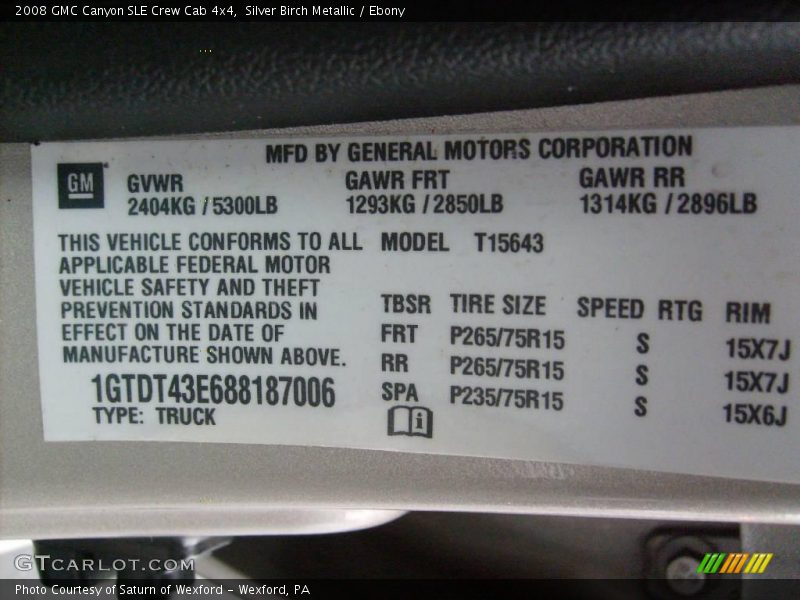 2008 GMC Canyon SLE Crew Cab 4x4, Silver Birch Metallic / Ebony
MFD BY GENERAL MOTORS CORPORATION
GM
GVWR GAWR FRT GAWR RR
2404KG / 5300LB 1293KG / 2850LB 1314KG / 2896LB
THIS VEHICLE CONFORMS TO ALL
APPLICABLE FEDERAL MOTOR
VEHICLE SAFETY AND THEFT
PREVENTION STANDARDS IN
EFFECT ON THE DATE OF
MANUFACTURE SHOWN ABOVE.
1GTDT43E688187006
TYPE: TRUCK
MODEL T15643
TBSR TIRE SIZE SPEED RTG RIM
FRT P265/75R15 S 15X7J
RR P265/75R15 S 15X7J
SPA P235/75R15 S 15X6J
GTCARLOT.COM
Photo Courtesy of Saturn of Wexford - Wexford, PA